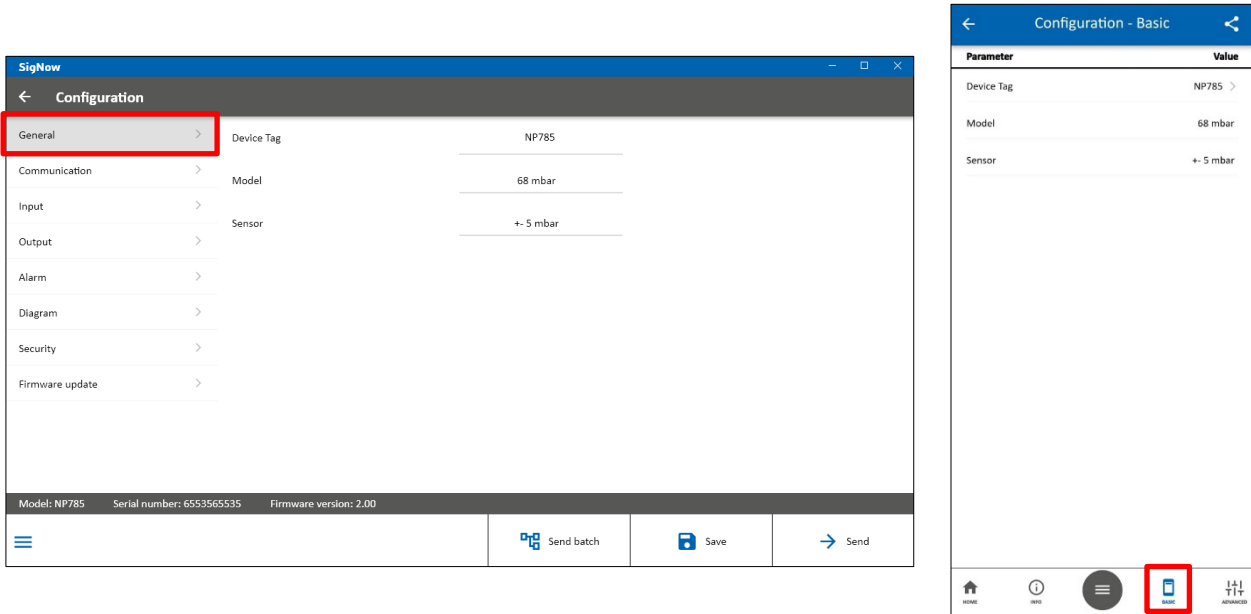 SigNow
Configuration
General
Device Tag NP785
Communication
Model 68 mbar
Input
Sensor +- 5 mbar
Output
Alarm
Diagram
Security
Firmware update
Model: NP785 Serial number: 6553565535 Firmware version: 2.00
Send batch Save Send
Configuration - Basic
Parameter Value
Device Tag NP785
Model 68 mbar
Sensor +- 5 mbar
HOME INFO BASIC ADVANCED